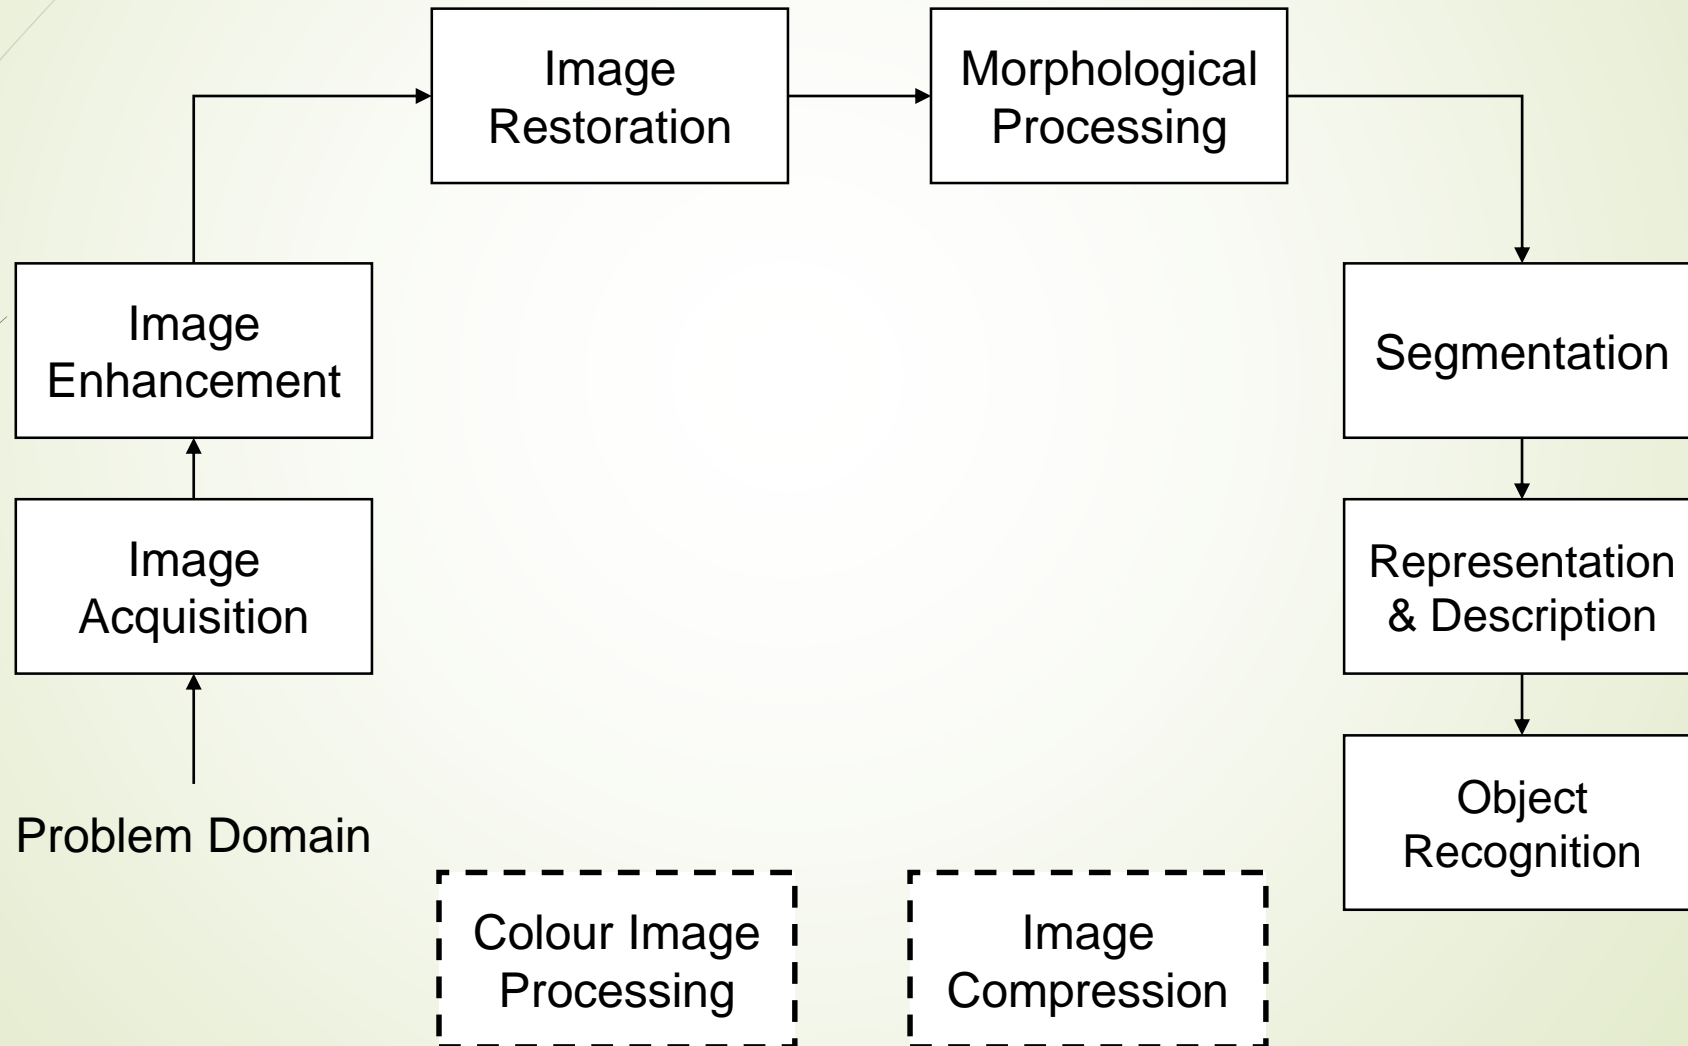 Image
Restoration
Morphological
Processing
Image
Enhancement
Segmentation
Image
Acquisition
Representation
& Description
Problem Domain
Object
Recognition
Colour Image
Processing
Image
Compression